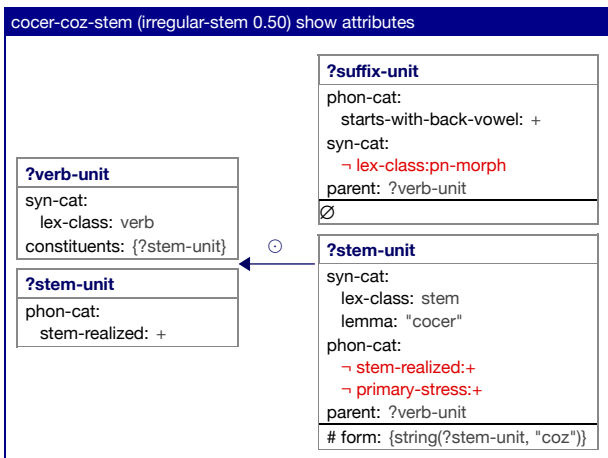 cocer-coz-stem (irregular-stem 0.50) show attributes
?suffix-unit
phon-cat:
starts-with-back-vowel: +
syn-cat:
¬ lex-class:pn-morph
parent: ?verb-unit
∅
?verb-unit
syn-cat:
lex-class: verb
constituents: {?stem-unit}
?stem-unit
phon-cat:
stem-realized: +
⊙
?stem-unit
syn-cat:
lex-class: stem
lemma: "cocer"
phon-cat:
¬ stem-realized:+
¬ primary-stress:+
parent: ?verb-unit
# form: {string(?stem-unit, "coz")}